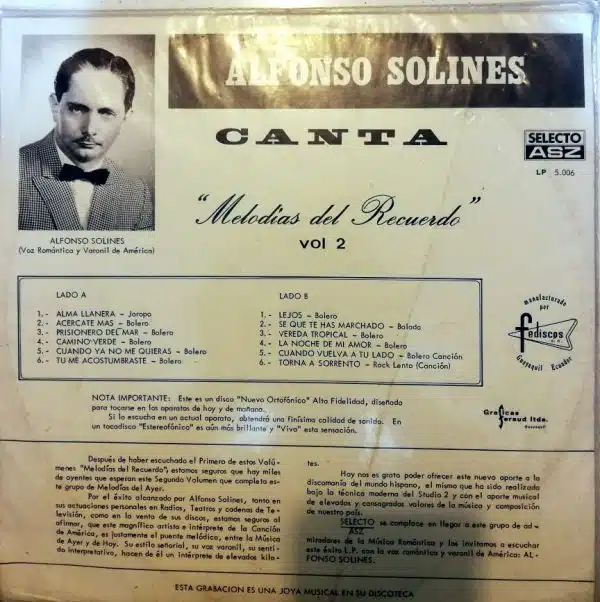 ALFONSO SOLINES
CANTA
SELECTO
ASZ
LP 5.006
"Melodías del Recuerdo"
vol 2
ALFONSO SOLINES
(Voz Romántica y Varonil de América)
LADO A
1.- ALMA LLANERA - Joropo
2.- ACERCATE MAS - Bolero
3.- PRISIONERO DEL MAR - Bolero
4.- CAMINO VERDE - Bolero
5.- CUANDO YA NO ME QUIERAS - Bolero
6.- TU ME ACOSTUMBRASTE - Bolero
LADO B
1.- LEJOS - Bolero
2.- SE QUE TE HAS MARCHADO - Balada
3.- VEREDA TROPICAL - Bolero
4.- LA NOCHE DE MI AMOR - Bolero
5.- CUANDO VUELVA A TU LADO - Bolero Canción
6.- TORNA A SORRENTO - Rock Lento (Canción)
manufacturado
por
fediscos
Guayaquil Ecuador
NOTA IMPORTANTE: Este es un disco "Nuevo Ortofónico" Alta Fidelidad, diseñado
para tocarse en los aparatos de hoy y de mañana.
Si lo escucha en un actual aparato, obtendrá una finísima calidad de sonido. En
un tocadisco "Estereofónico" es aún más brillante y "Viva" esta sensación.
Graficas
Feraud ltda.
Guayaquil
Después de haber escuchado el Primero de estos Volú-
menes "Melodías del Recuerdo", estamos seguros que hay miles
de oyentes que esperan este Segundo Volumen que completa es-
te grupo de Melodías del Ayer.
Por el éxito alcanzado por Alfonso Solines, tanto en
sus actuaciones personales en Radios, Teatros y cadenas de Te-
levisión, como en la venta de sus discos, estamos seguros al
afirmar, que este magnífico artista e intérprete de la Canción
de América, es justamente el puente melódico, entre la Música
de Ayer y de Hoy. Su estilo señorial, su voz varonil, su senti-
do interpretativo, hacen de él un intérprete de elevados kila-
tes.
Hoy nos es grato poder ofrecer este nuevo aporte a la
discomanía del mundo hispano, el mismo que ha sido realizado
bajo la técnica moderna del Studio 2 y con el aporte musical
de elevados y consagrados valores de la música y composición
de nuestro país.
SELECTO
ASZ
se complace en llegar a este grupo de ad-
miradores de la Música Romántica y los invitamos a escuchar
este éxito L.P. con la voz romántica y varonil de América: AL-
FONSO SOLINES.
ESTA GRABACION ES UNA JOYA MUSICAL EN SU DISCOTECA